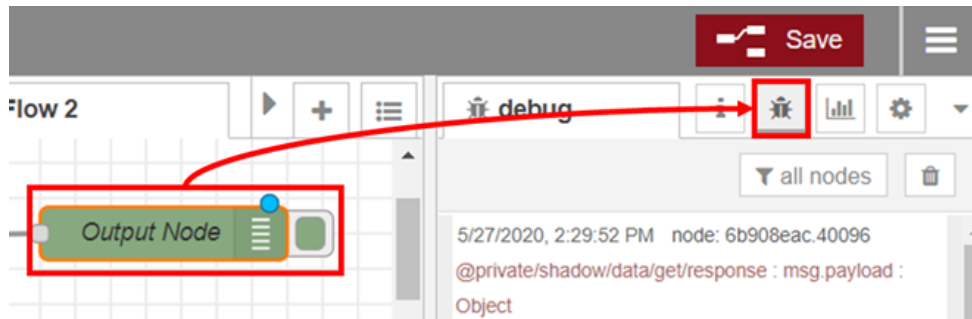 Save
Flow 2
debug
i
all nodes
Output Node
5/27/2020, 2:29:52 PM node: 6b908eac.40096
@private/shadow/data/get/response : msg.payload :
Object